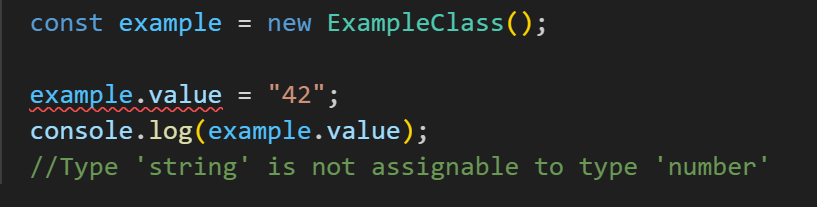 const example = new ExampleClass();
example.value = "42";
console.log(example.value);
//Type 'string' is not assignable to type 'number'